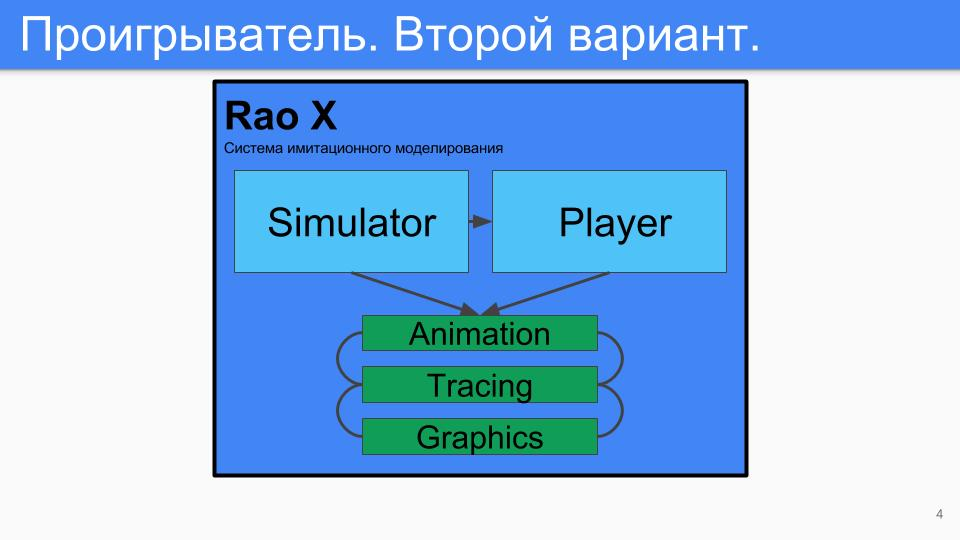 Проигрыватель. Второй вариант.
Rao X
Система имитационного моделирования
Simulator
Player
Animation
Tracing
Graphics
4